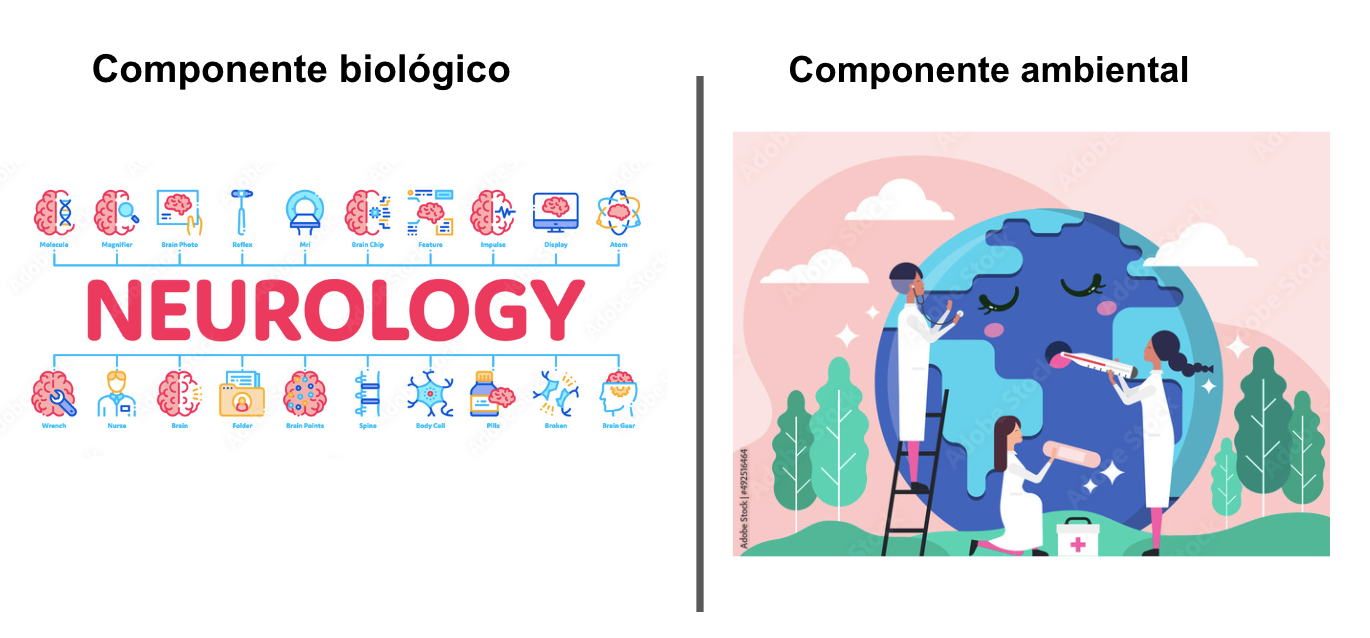 Componente biológico
Molecule Magnifier Brain Photo Reflex Mri Brain Chip Feature Impulse Display Atom
NEUROLOGY
Wrench Nurse Brain Folder Brain Points Spine Body Cell Pills Broken Brain Gear
Componente ambiental
Adobe Stock | #492516464